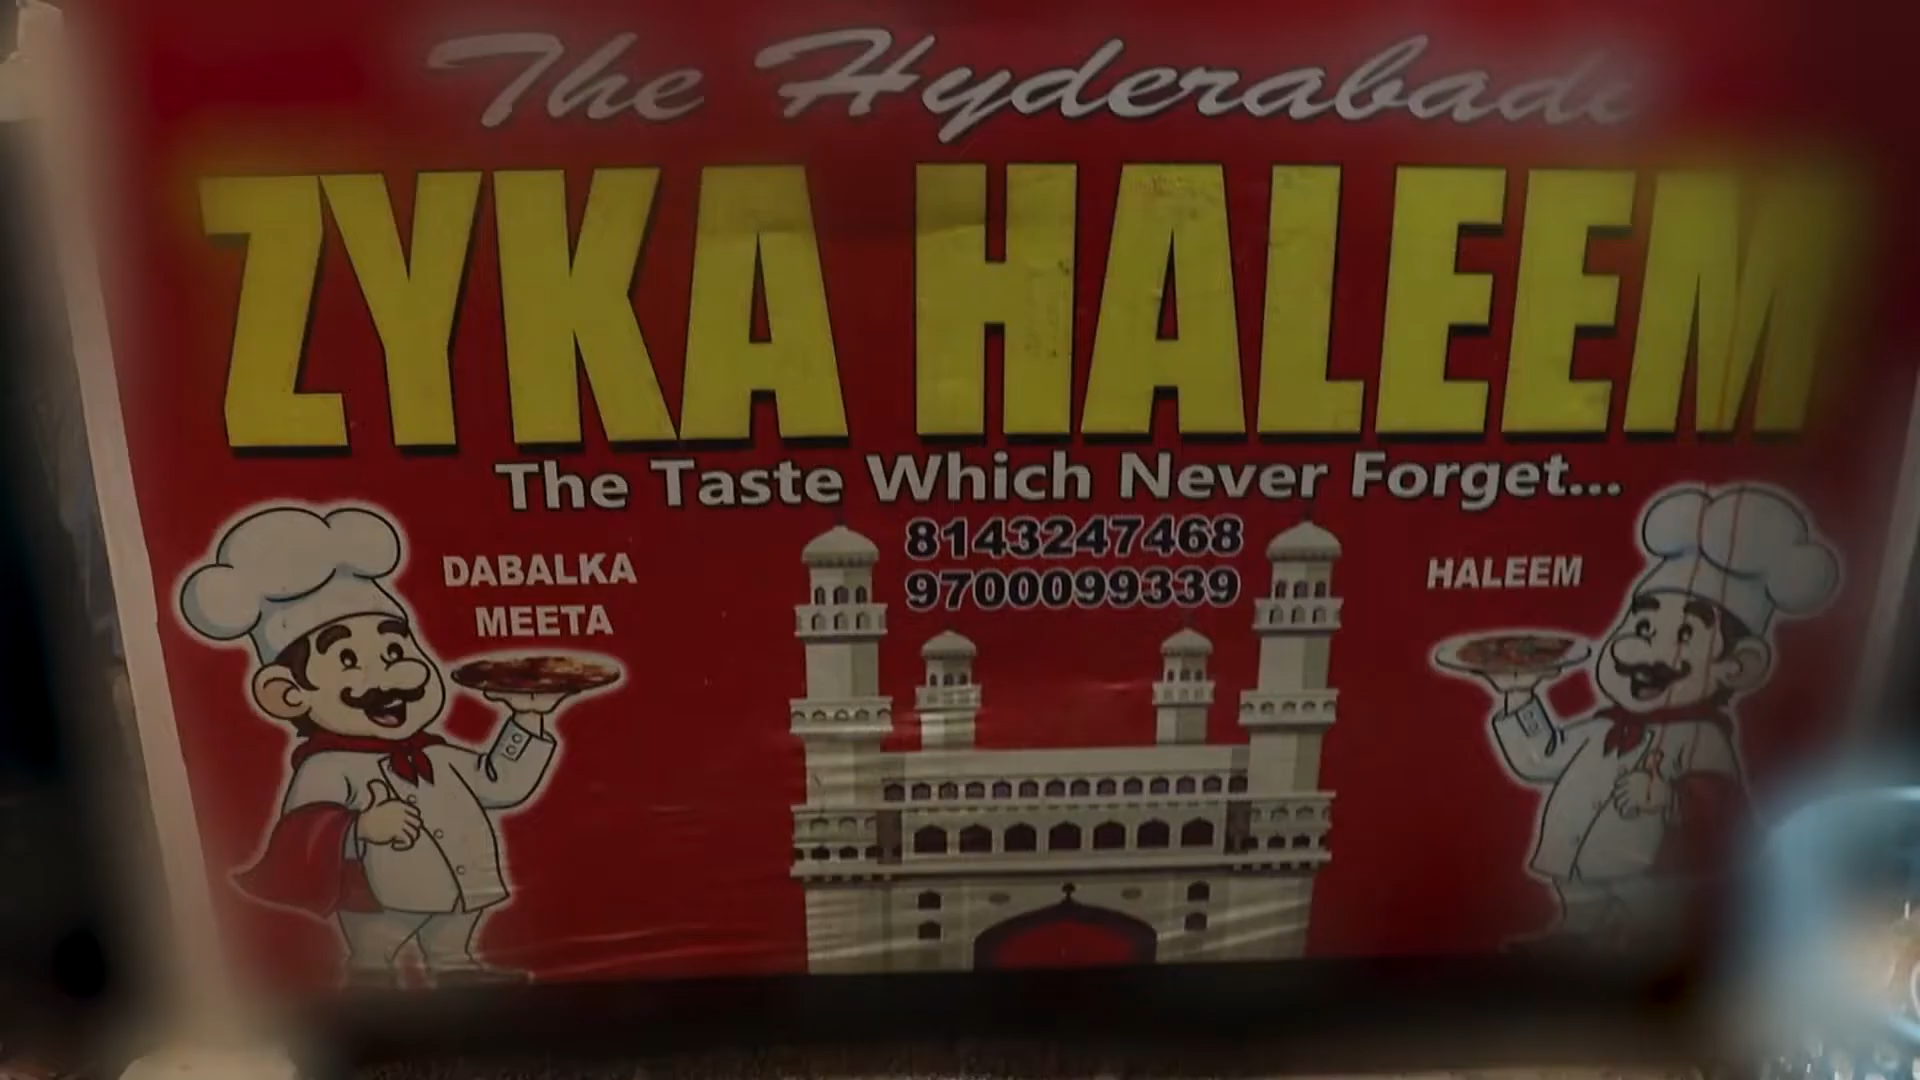 The Hyderabadi
ZYKA HALEEM
The Taste Which Never Forget...
8143247468
9700099339
DABALKA
MEETA
HALEEM